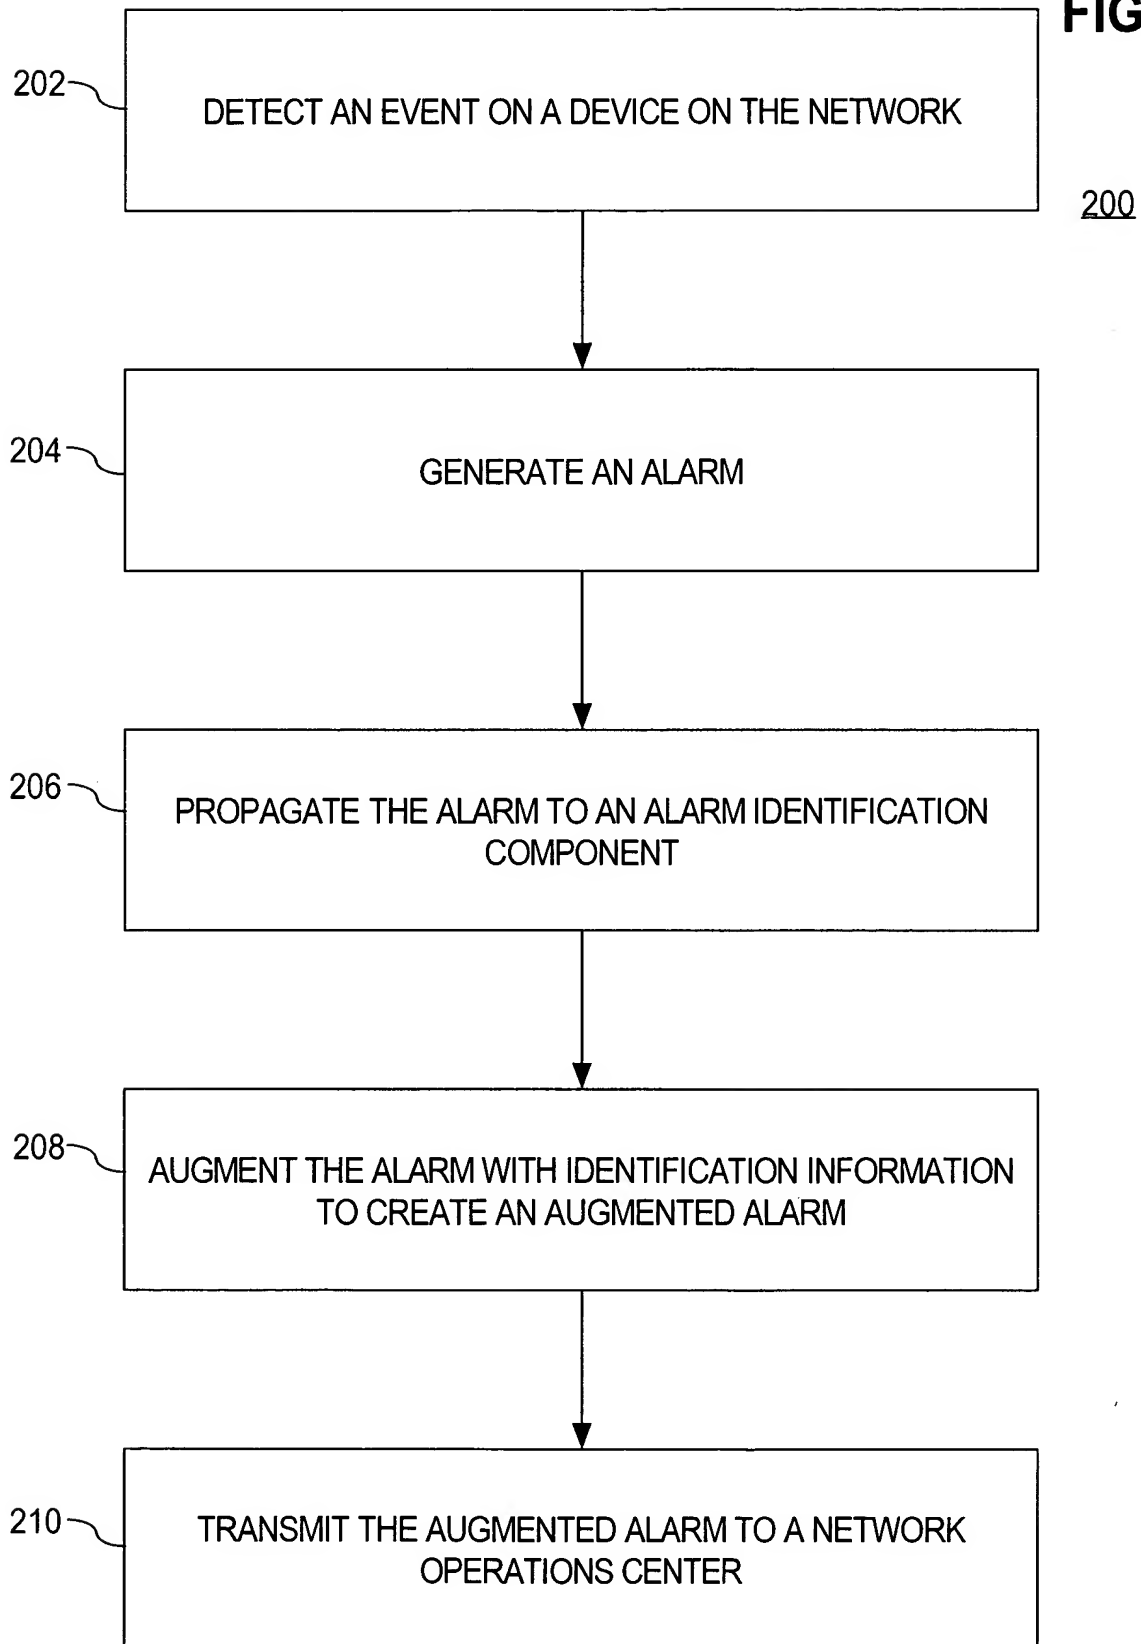 FIG
202
DETECT AN EVENT ON A DEVICE ON THE NETWORK
200
204
GENERATE AN ALARM
206
PROPAGATE THE ALARM TO AN ALARM IDENTIFICATION
COMPONENT
208
AUGMENT THE ALARM WITH IDENTIFICATION INFORMATION
TO CREATE AN AUGMENTED ALARM
210
TRANSMIT THE AUGMENTED ALARM TO A NETWORK
OPERATIONS CENTER